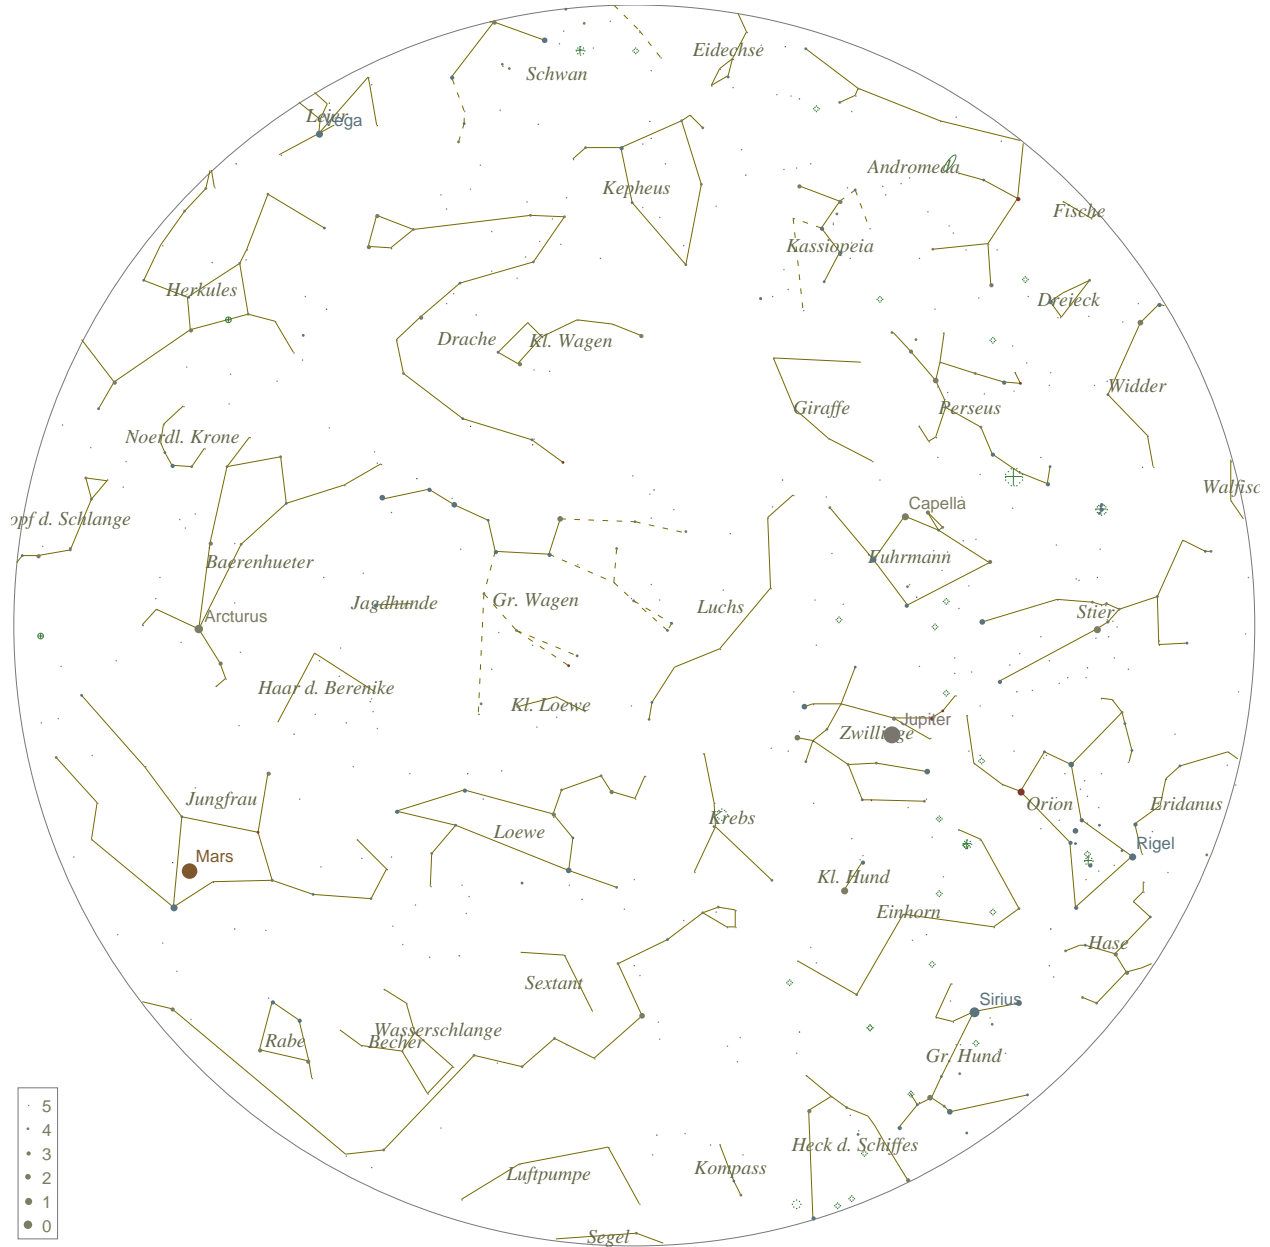 Eidechse
Schwan
Leier
Vega
Andromeda
Kepheus
Fische
Kassiopeia
Herkules
Dreieck
Drache
Kl. Wagen
Widder
Giraffe
Perseus
Noerdl. Krone
Walfisc
Capella
opf d. Schlange
Fuhrmann
Baerenhueter
Jagdhunde
Gr. Wagen
Luchs
Stier
Arcturus
Haar d. Berenike
Kl. Loewe
Jupiter
Zwillinge
Jungfrau
Orion
Eridanus
Krebs
Loewe
Rigel
Mars
Kl. Hund
Einhorn
Hase
Sextant
Sirius
Wasserschlange
Rabe
Becher
Gr. Hund
5
4
3
2
1
0
Heck d. Schiffes
Luftpumpe
Kompass
Segel